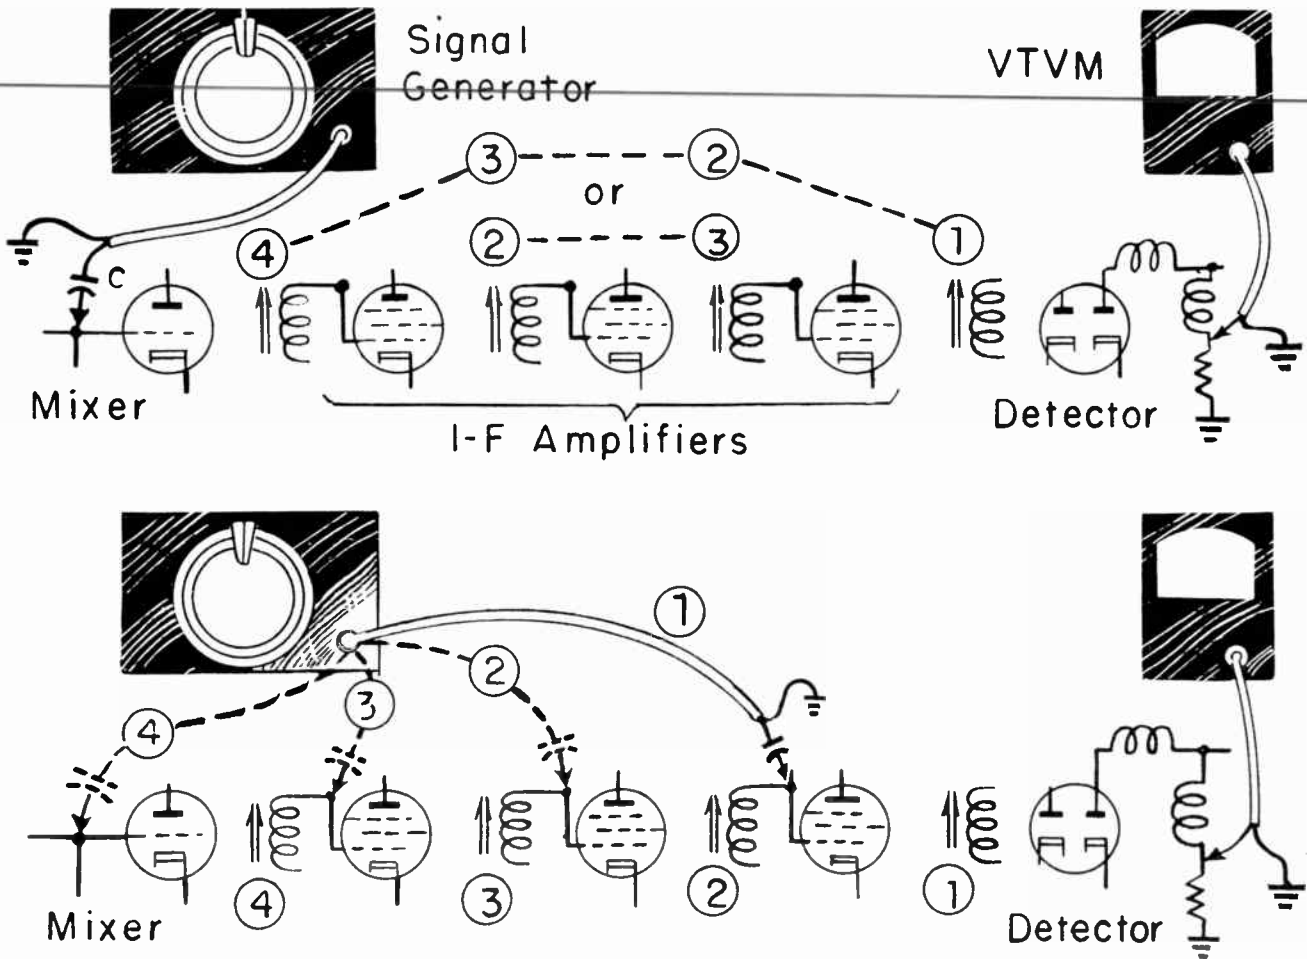 Signal
Generator
VTVM
3
2
or
4
2
3
1
C
Mixer
I-F Amplifiers
Detector
1
2
3
4
4
3
2
1
Mixer
Detector